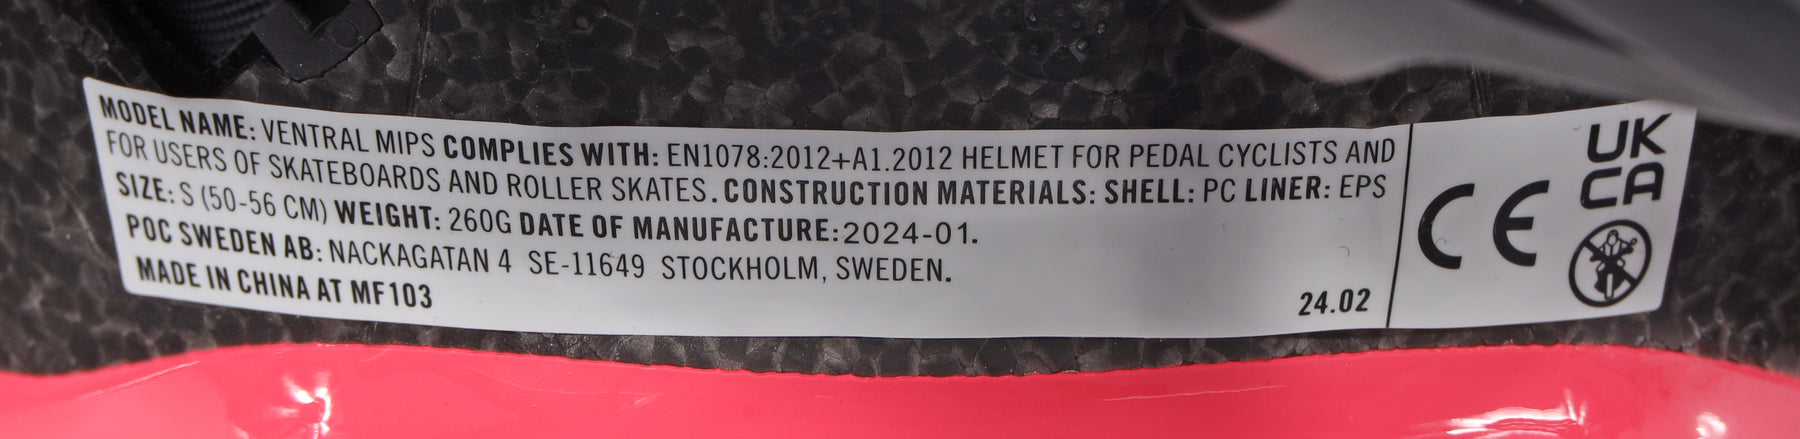 MODEL NAME: VENTRAL MIPS COMPLIES WITH: EN1078:2012+A1.2012 HELMET FOR PEDAL CYCLISTS AND
FOR USERS OF SKATEBOARDS AND ROLLER SKATES. CONSTRUCTION MATERIALS: SHELL: PC LINER: EPS
SIZE: S (50-56 CM) WEIGHT: 260G DATE OF MANUFACTURE: 2024-01.
POC SWEDEN AB: NACKAGATAN 4 SE-11649 STOCKHOLM, SWEDEN.
MADE IN CHINA AT MF103
24.02
CE
UK
CA